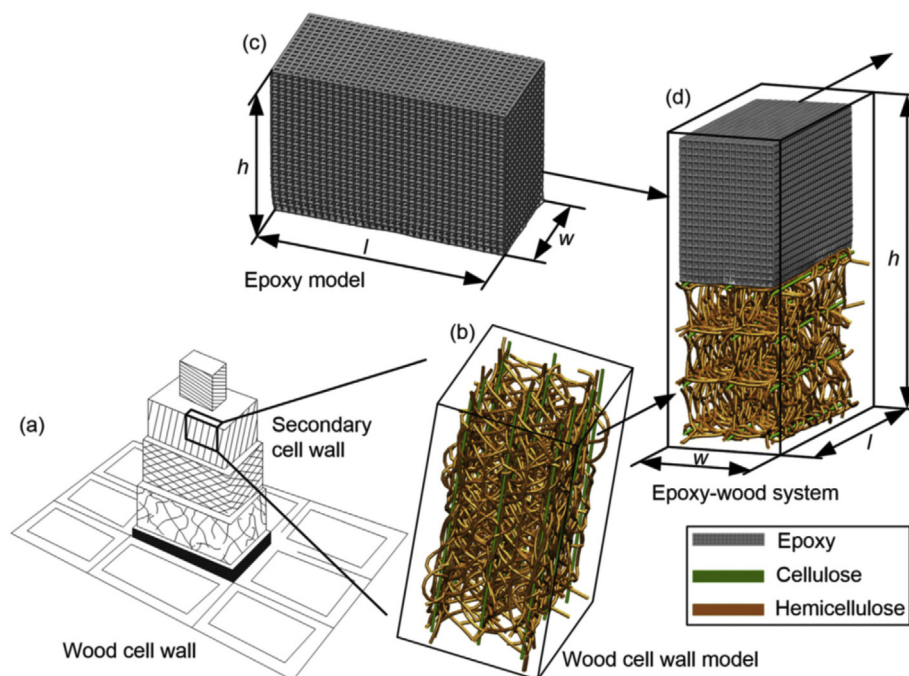 (c)
h
l
w
Epoxy model
(d)
h
w
l
Epoxy-wood system
(a)
Secondary
cell wall
Wood cell wall
(b)
Wood cell wall model
Epoxy
Cellulose
Hemicellulose